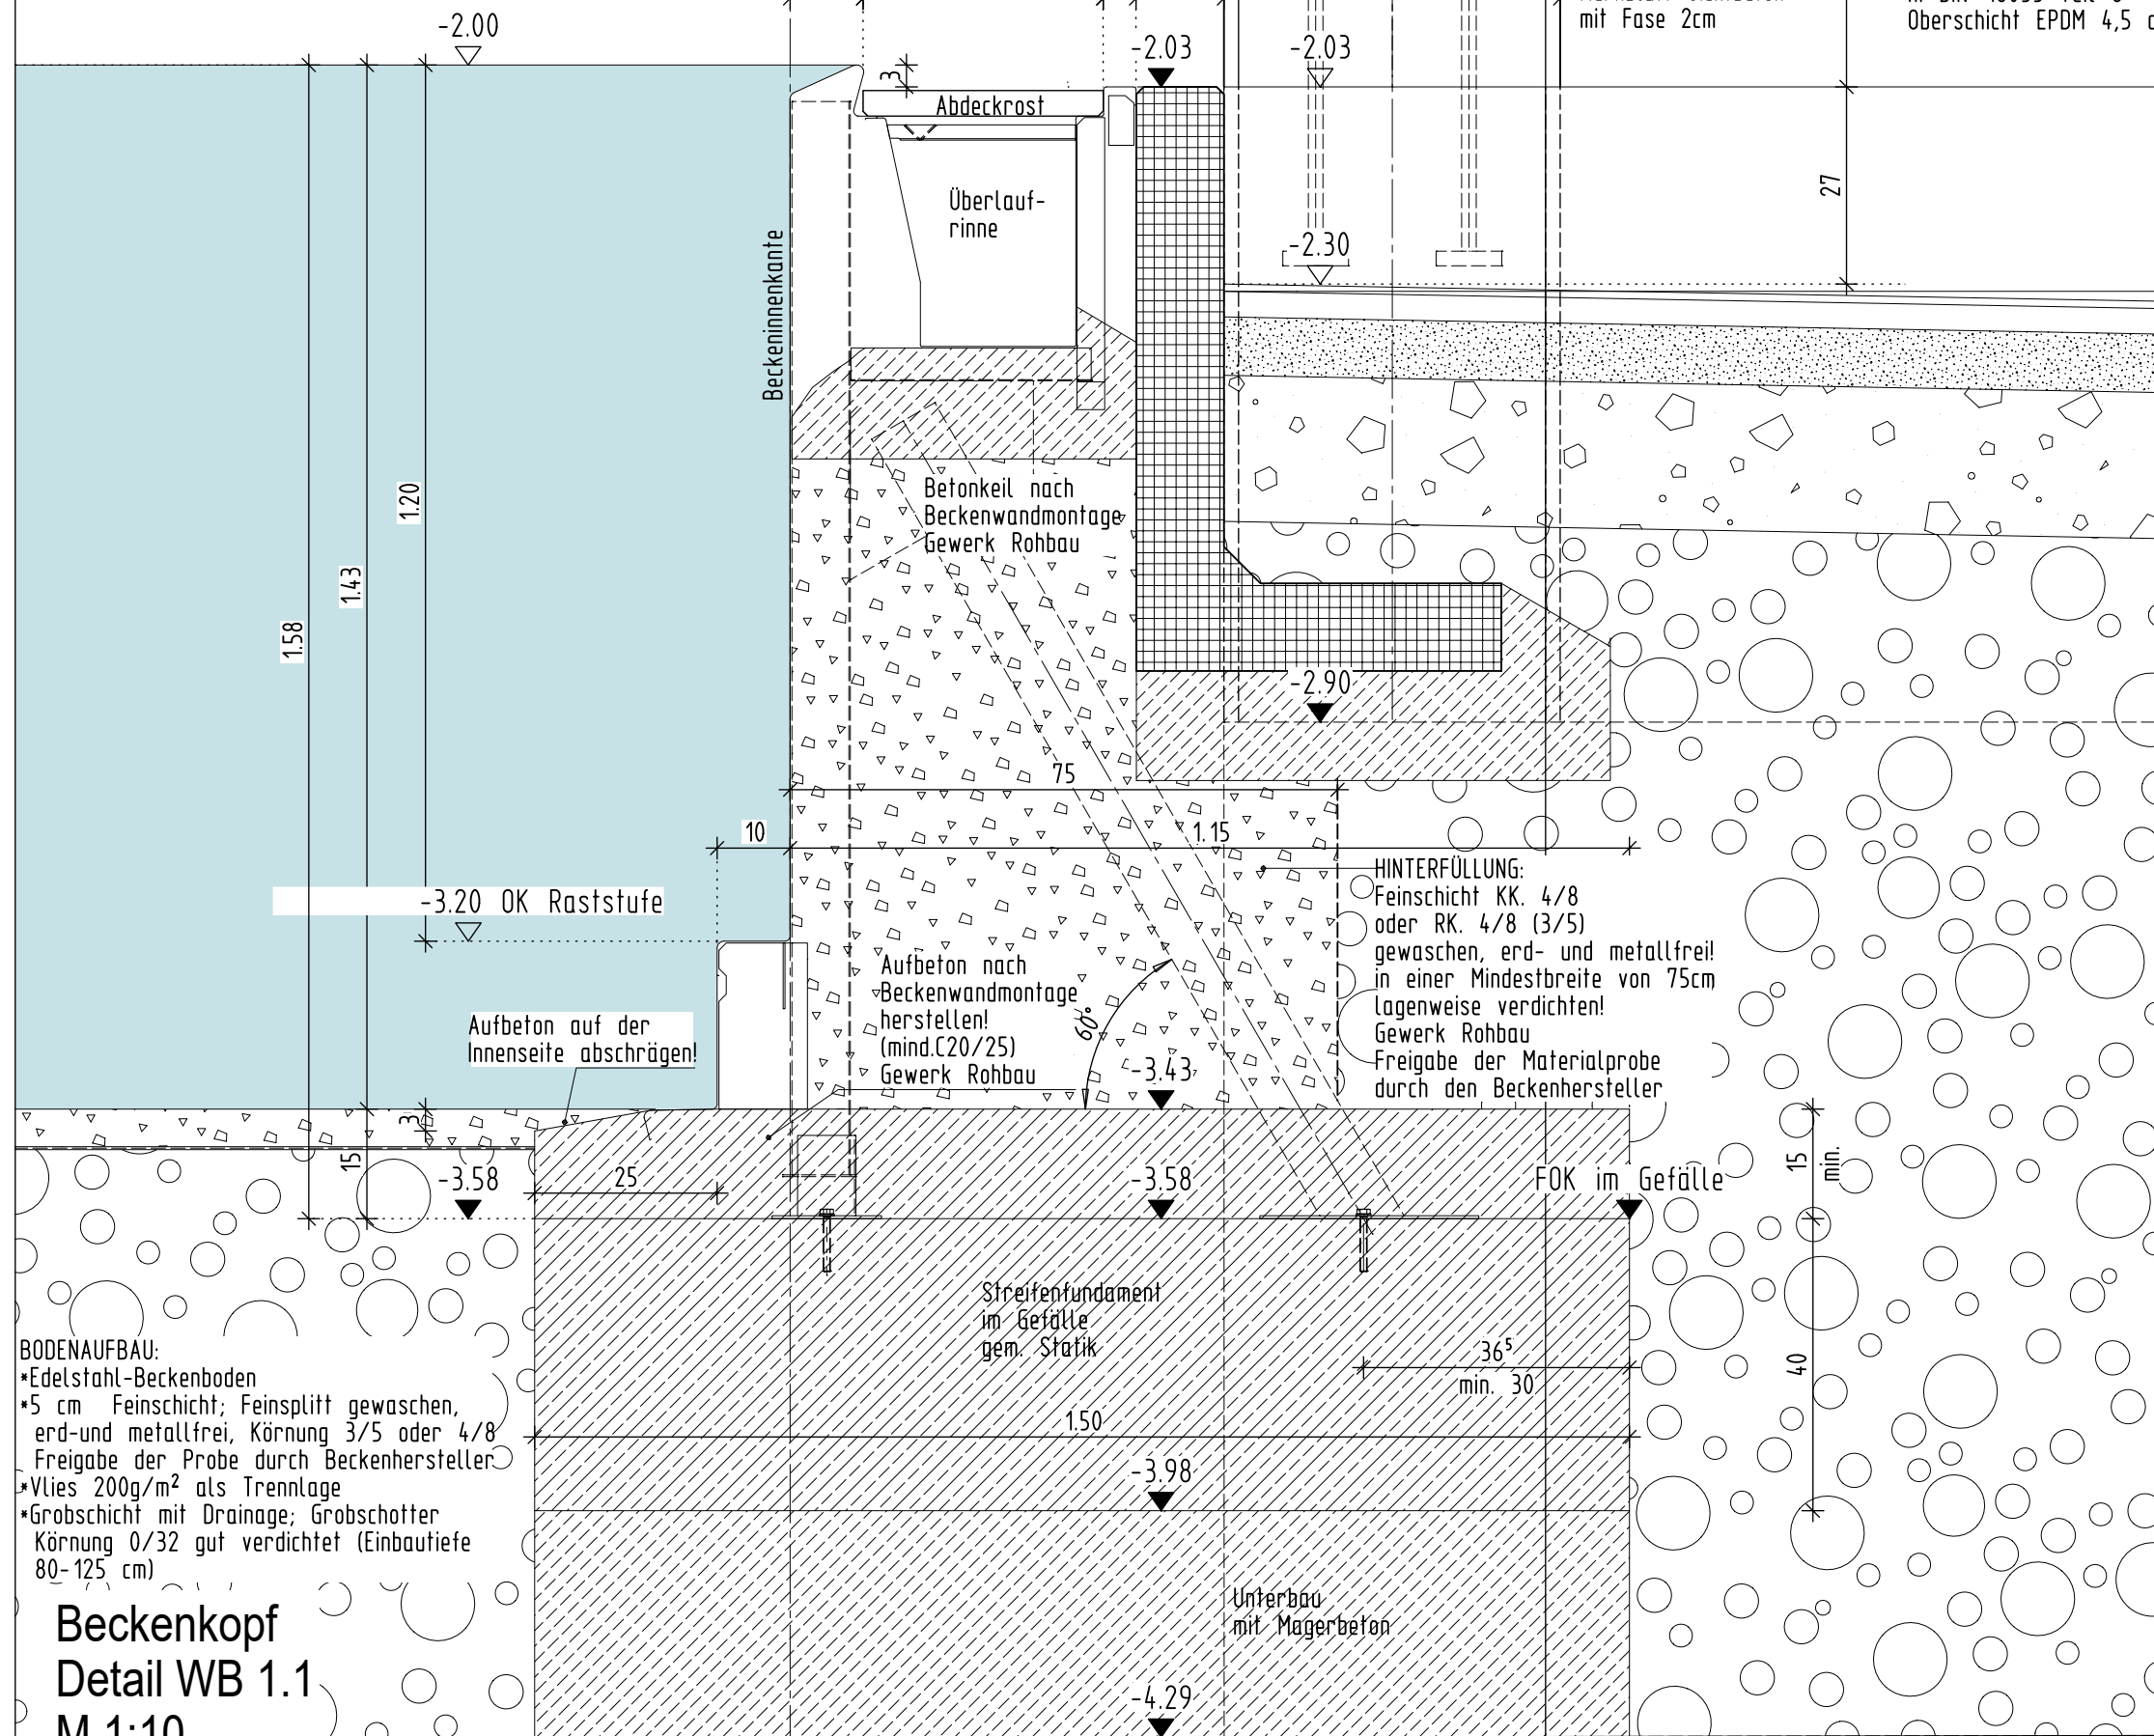 mit Fase 2cm
Oberschicht EPDM 4,5
-2.00
-2.03
-2.03
3
Abdeckrost
Überlauf-
rinne
Beckeninnenkante
-2.30
27
1.20
1.43
1.58
Betonkeil nach
Beckenwandmontage
Gewerk Rohbau
-2.90
75
10
1.15
-3.20 OK Raststufe
HINTERFÜLLUNG:
Feinschicht KK. 4/8
oder RK. 4/8 (3/5)
gewaschen, erd- und metallfrei!
in einer Mindestbreite von 75cm
lagenweise verdichten!
Gewerk Rohbau
Freigabe der Materialprobe
durch den Beckenhersteller
Aufbeton nach
Beckenwandmontage
herstellen!
(mind.C20/25)
Gewerk Rohbau
60°
Aufbeton auf der
Innenseite abschrägen!
-3.43
3
15
-3.58
25
-3.58
FOK im Gefälle
15
min.
Streifenfundament
im Gefälle
gem. Statik
36⁵
min. 30
40
1.50
-3.98
BODENAUFBAU:
*Edelstahl-Beckenboden
*5 cm Feinschicht; Feinsplitt gewaschen,
erd-und metallfrei, Körnung 3/5 oder 4/8
Freigabe der Probe durch Beckenhersteller
*Vlies 200g/m² als Trennlage
*Grobschicht mit Drainage; Grobschotter
Körnung 0/32 gut verdichtet (Einbautiefe
80-125 cm)
Unterbau
mit Magerbeton
-4.29
Beckenkopf
Detail WB 1.1
M 1:10